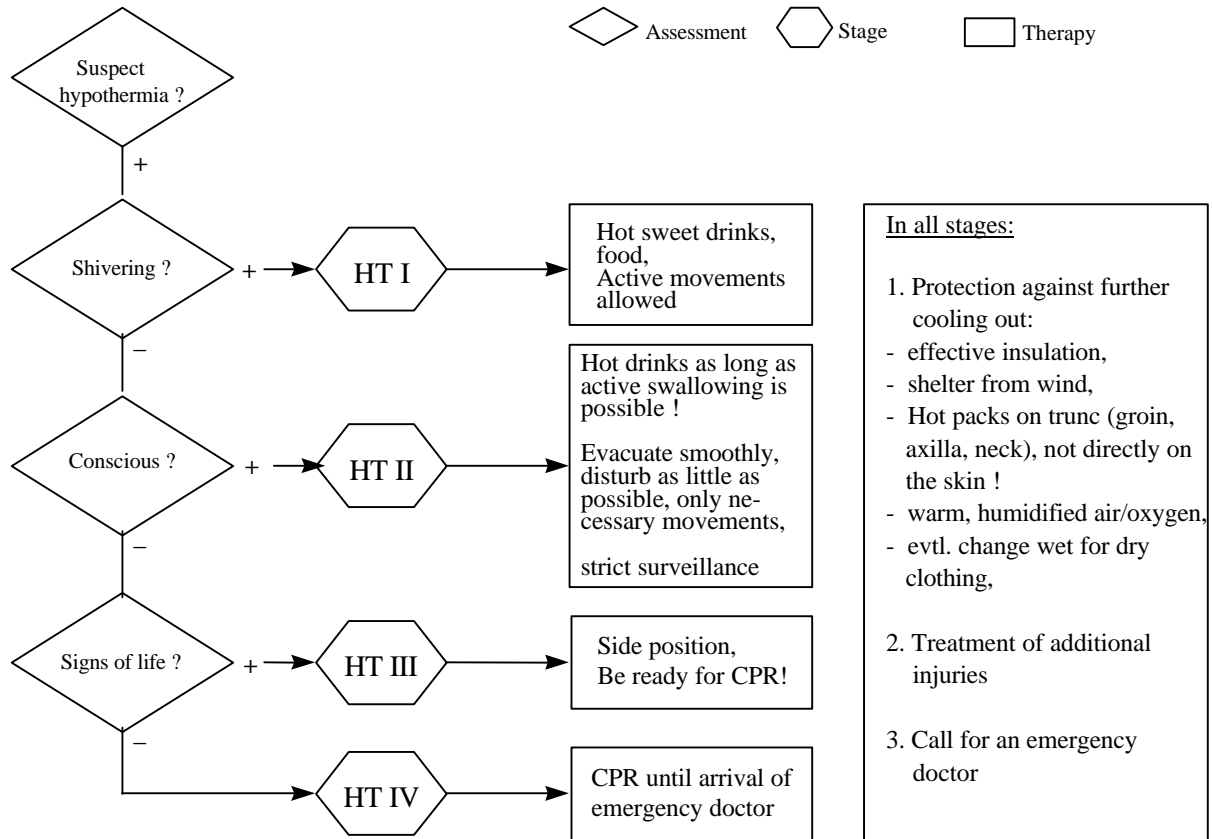 Assessment
Stage
Therapy
Suspect
hypothermia ?
+
Shivering ?
+
HT I
Hot sweet drinks,
food,
Active movements
allowed
–
Conscious ?
+
HT II
Hot drinks as long as
active swallowing is
possible !
Evacuate smoothly,
disturb as little as
possible, only ne-
cessary movements,
strict surveillance
–
Signs of life ?
+
HT III
Side position,
Be ready for CPR!
–
HT IV
CPR until arrival of
emergency doctor
In all stages:
1. Protection against further
cooling out:
- effective insulation,
- shelter from wind,
- Hot packs on trunc (groin,
axilla, neck), not directly on
the skin !
- warm, humidified air/oxygen,
- evtl. change wet for dry
clothing,
2. Treatment of additional
injuries
3. Call for an emergency
doctor